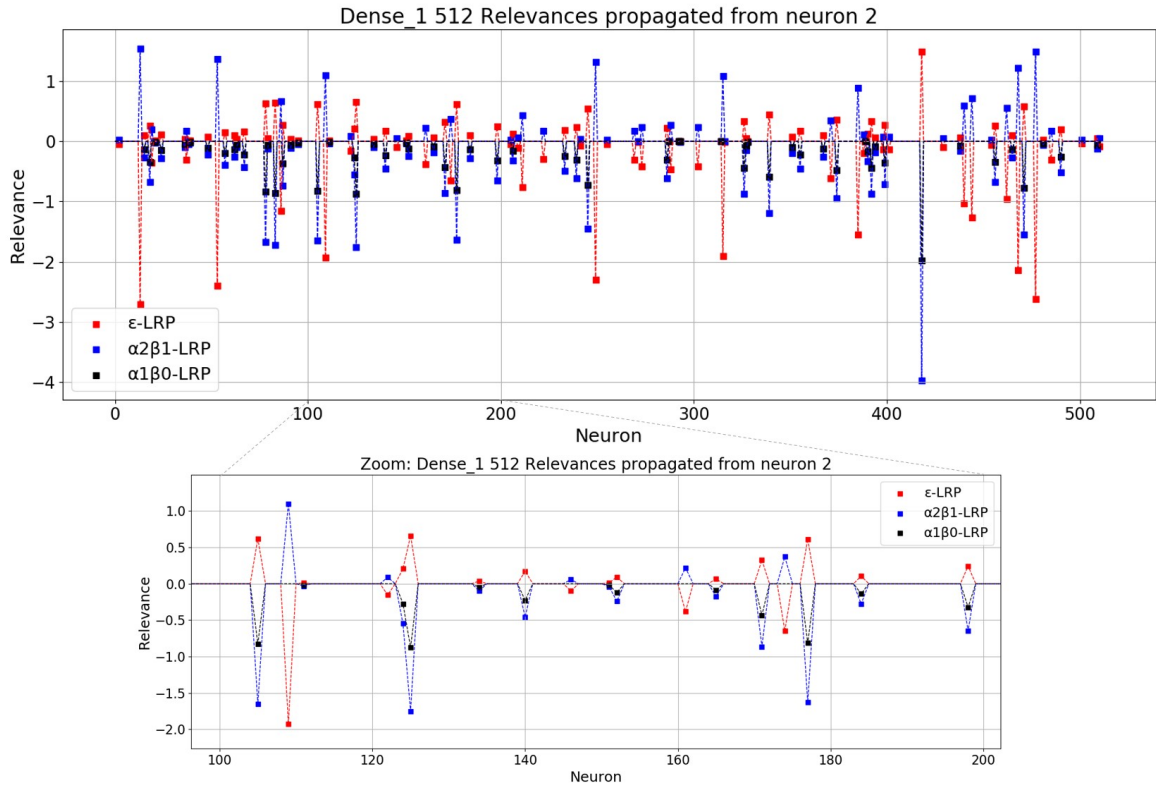 Dense_1 512 Relevances propagated from neuron 2
1
0
−1
−2
−3
−4
Relevance
ε-LRP
α2β1-LRP
α1β0-LRP
0 100 200 300 400 500
Neuron
Zoom: Dense_1 512 Relevances propagated from neuron 2
1.0
0.5
0.0
−0.5
−1.0
−1.5
−2.0
Relevance
ε-LRP
α2β1-LRP
α1β0-LRP
100 120 140 160 180 200
Neuron